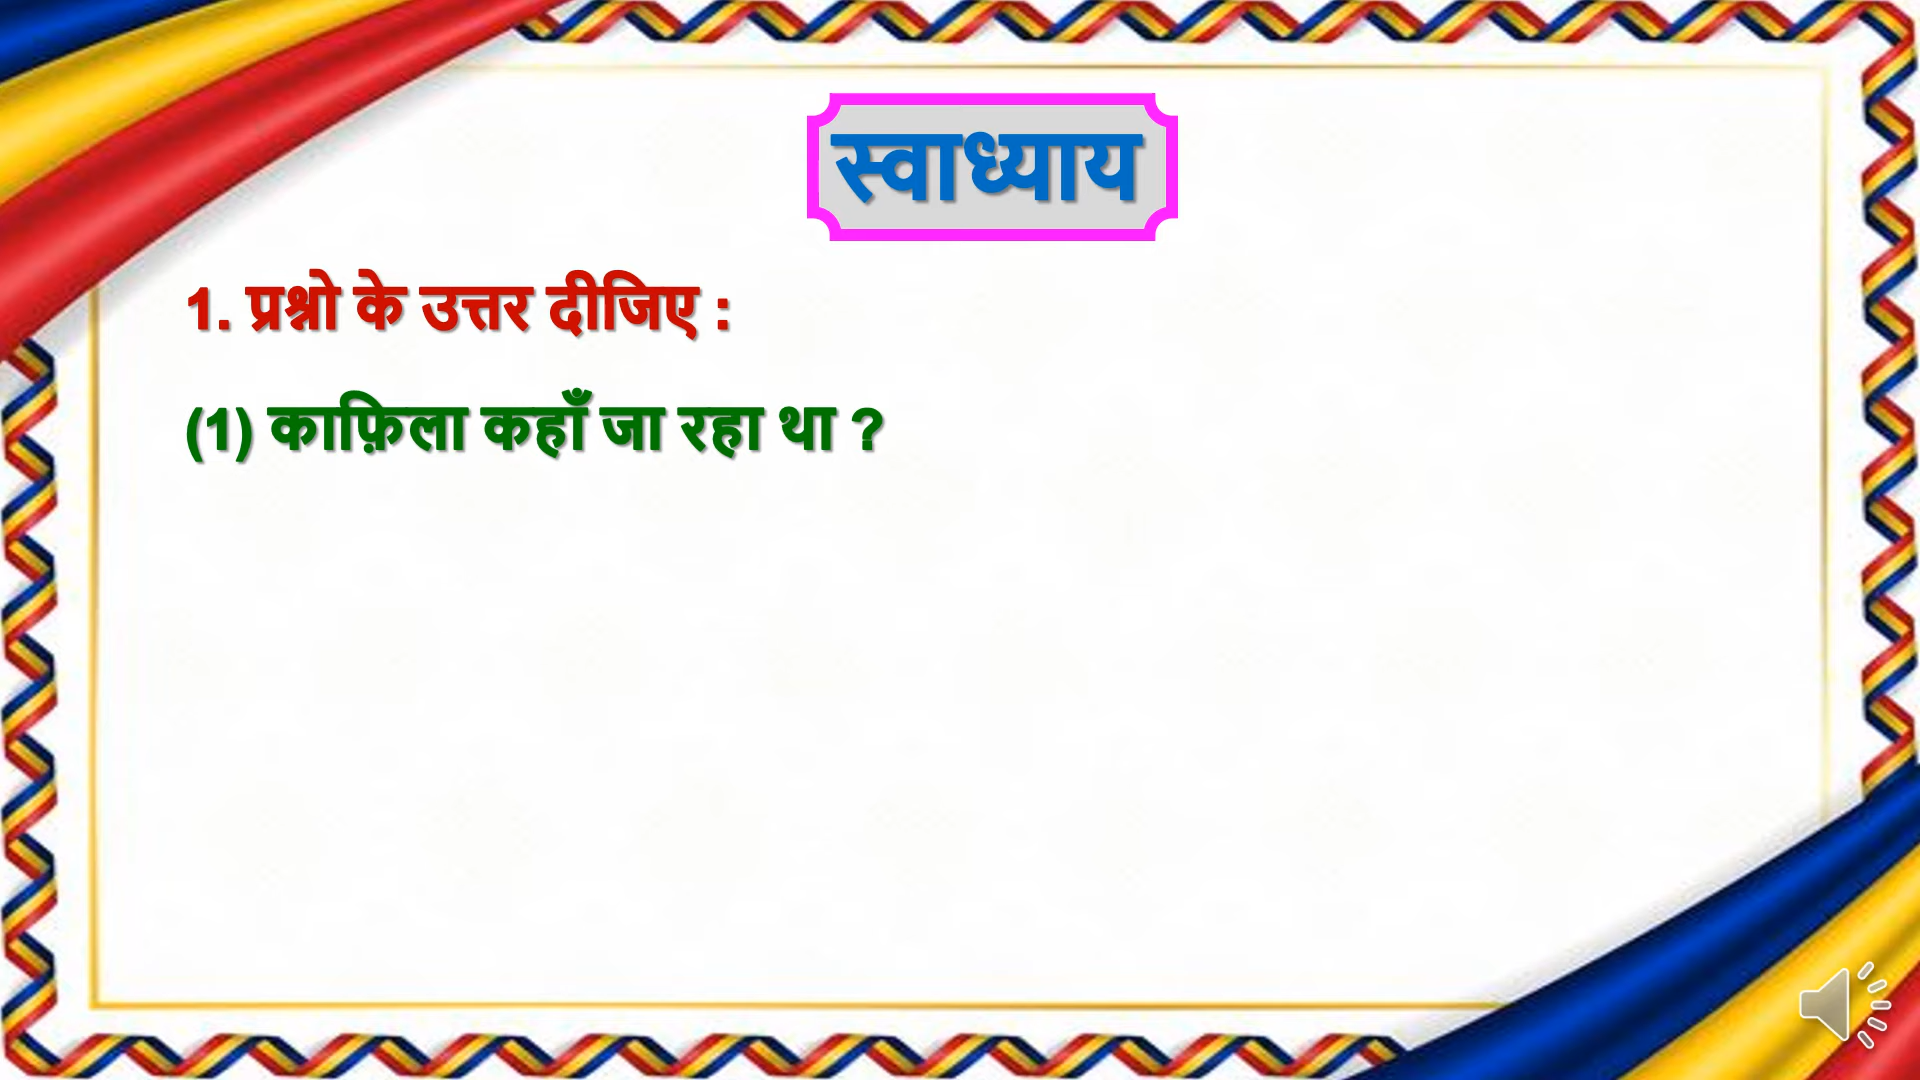 स्वाध्याय
1. प्रश्नो के उत्तर दीजिए :
(1) काफ़िला कहाँ जा रहा था ?